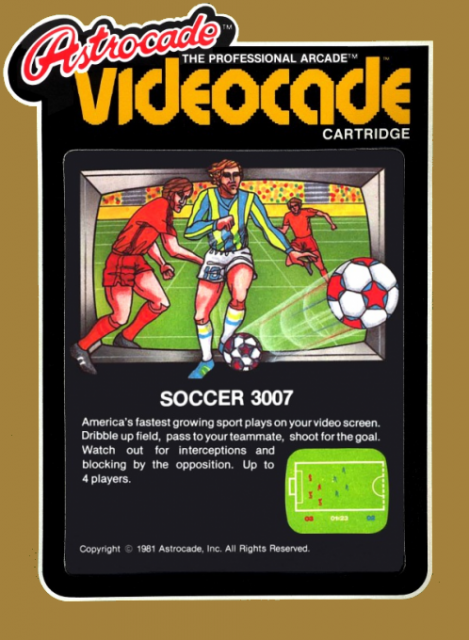 Astrocade™
THE PROFESSIONAL ARCADE™ ™
VIDEOCADE
CARTRIDGE
SOCCER 3007
America's fastest growing sport plays on your video screen.
Dribble up field, pass to your teammate, shoot for the goal.
Watch out for interceptions and
blocking by the opposition. Up to
4 players.
Copyright © 1981 Astrocade, Inc. All Rights Reserved.